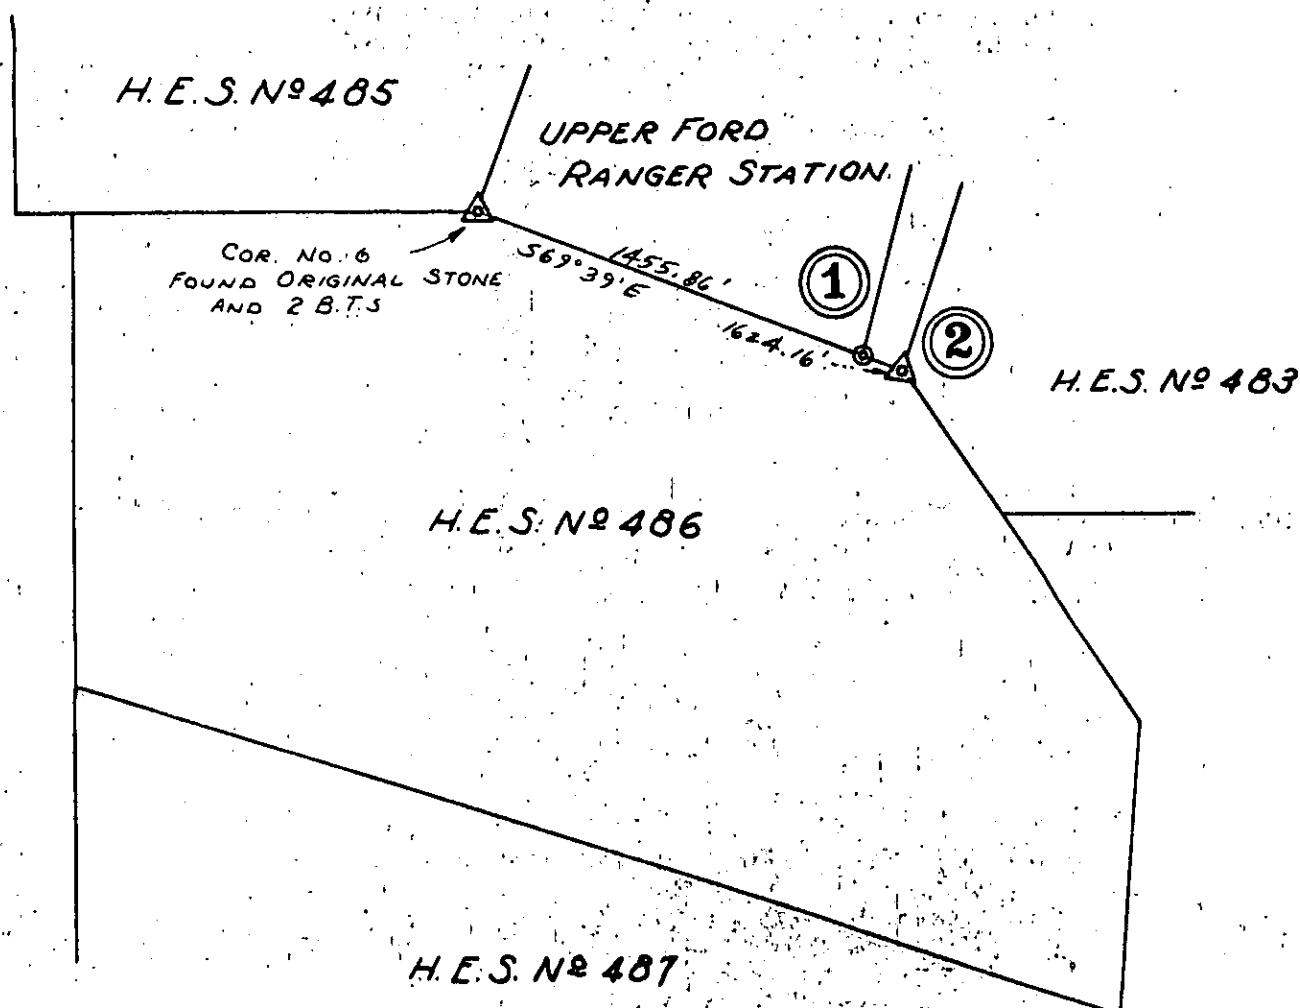 H.E.S. Nº 485
UPPER FORD
RANGER STATION.
COR. NO. 6
FOUND ORIGINAL STONE
AND 2 B.T.S
1455.86'
S69°39'E
1624.16'
1
2
H.E.S. Nº 483
H.E.S. Nº 486
H.E.S. Nº 487